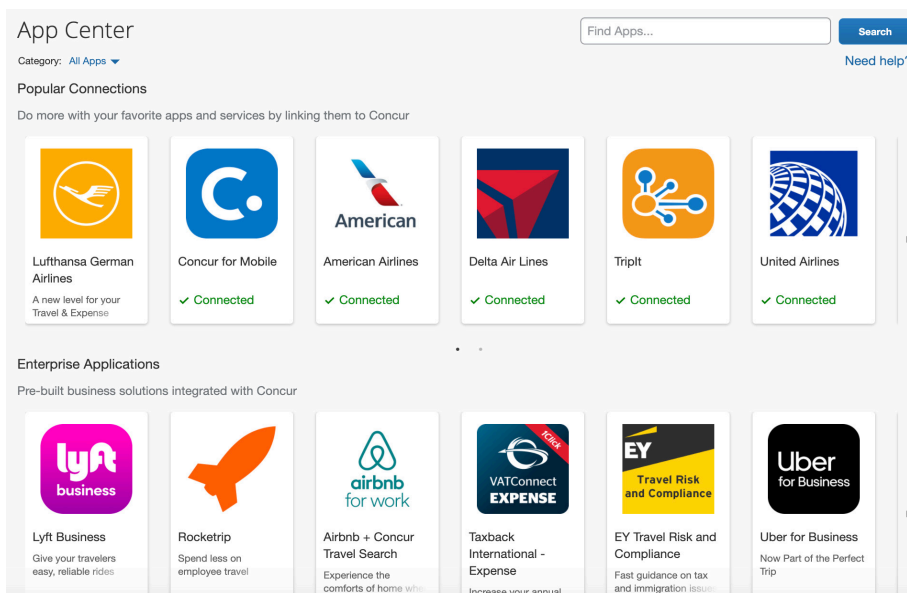 App Center
Find Apps...
Search
Category: All Apps
Need help?
Popular Connections
Do more with your favorite apps and services by linking them to Concur
American
Lufthansa German
Airlines
A new level for your
Travel & Expense
Concur for Mobile
Connected
American Airlines
Connected
Delta Air Lines
Connected
TripIt
Connected
United Airlines
Connected
Enterprise Applications
Pre-built business solutions integrated with Concur
lyft
business
airbnb
for work
1Click
VATConnect
EXPENSE
EY
Travel Risk
and Compliance
Uber
for Business
Lyft Business
Give your travelers
easy, reliable rides
Rocketrip
Spend less on
employee travel
Airbnb + Concur
Travel Search
Experience the
comforts of home
Taxback
International -
Expense
Increase your annual
EY Travel Risk and
Compliance
Fast guidance on tax
and immigration issues
Uber for Business
Now Part of the Perfect
Trip